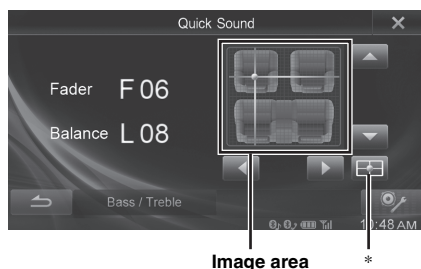 Quick Sound
Fader F 06
Balance L 08
Bass / Treble
10:48 AM
Image area *